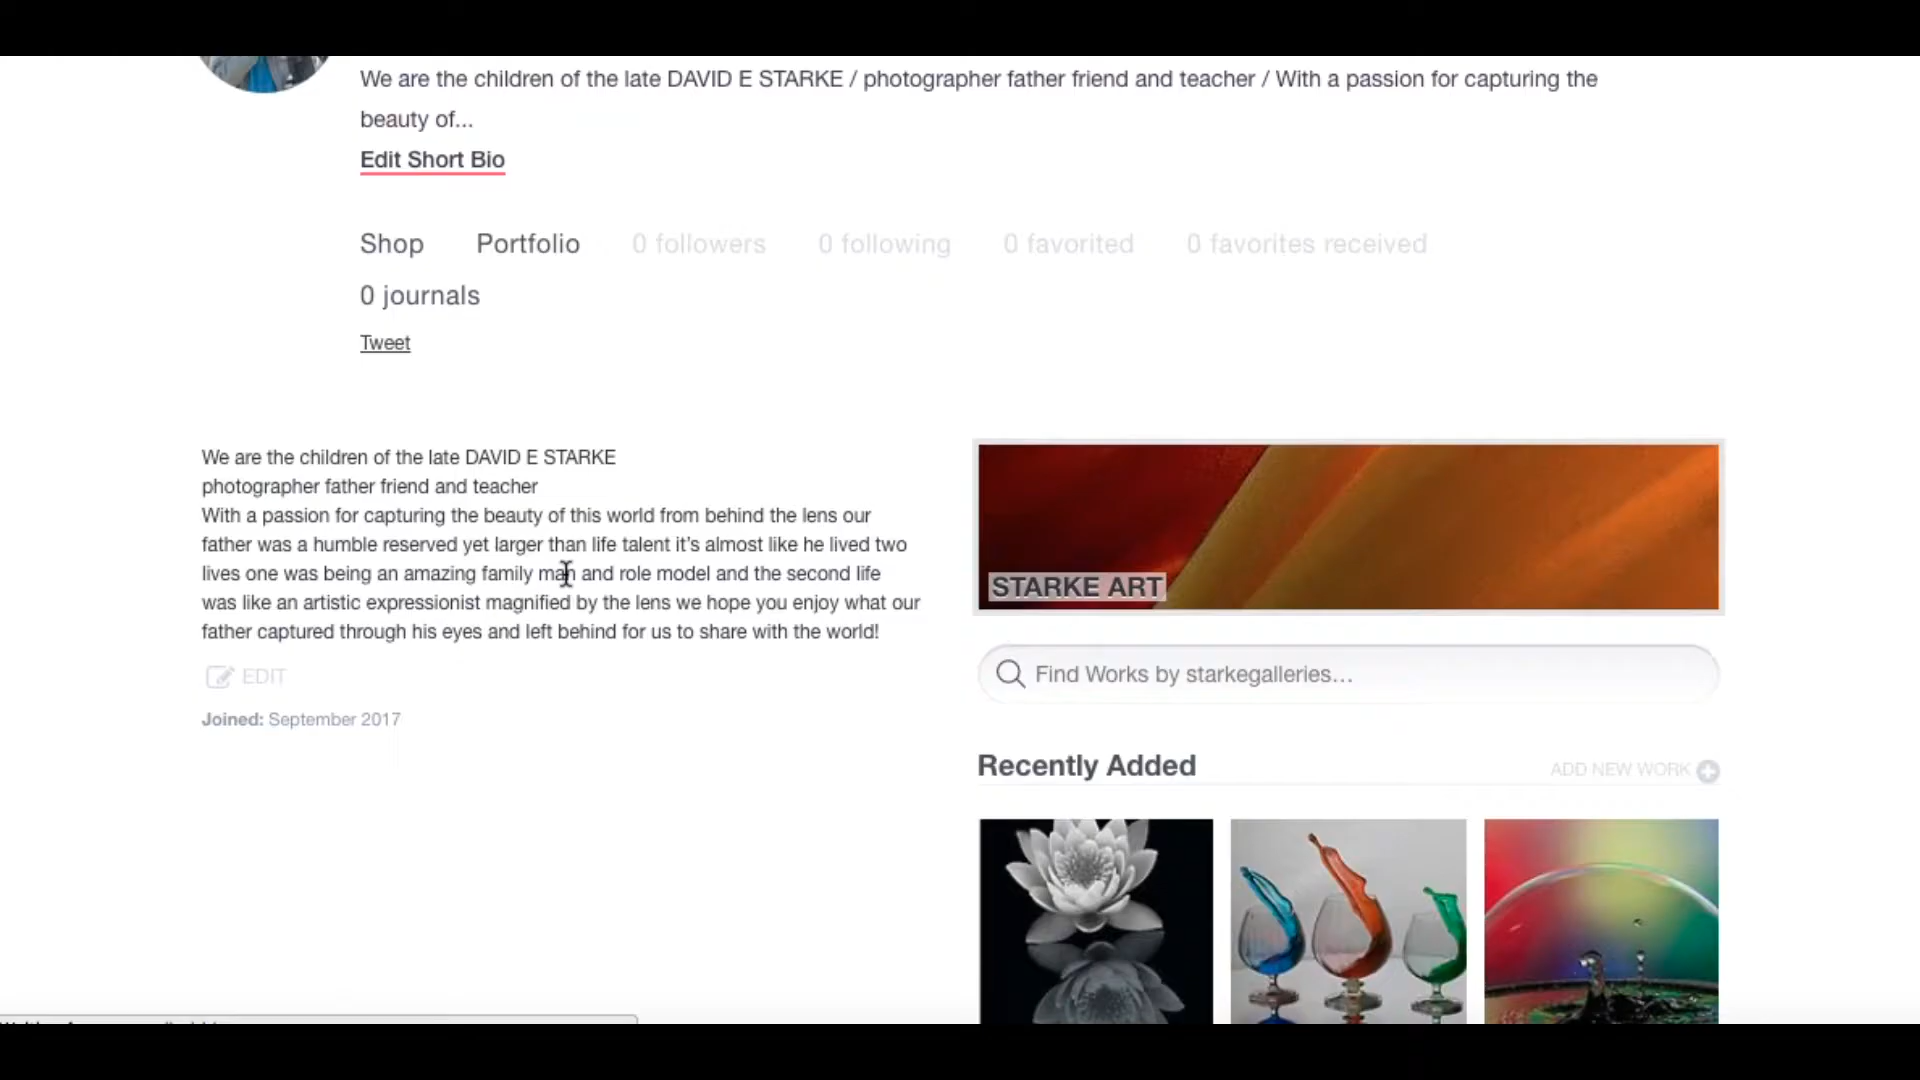 We are the children of the late DAVID E STARKE / photographer father friend and teacher / With a passion for capturing the
beauty of...
Edit Short Bio
Shop Portfolio 0 followers 0 following 0 favorited 0 favorites received
0 journals
Tweet
We are the children of the late DAVID E STARKE
photographer father friend and teacher
With a passion for capturing the beauty of this world from behind the lens our
father was a humble reserved yet larger than life talent it's almost like he lived two
lives one was being an amazing family man and role model and the second life
was like an artistic expressionist magnified by the lens we hope you enjoy what our
father captured through his eyes and left behind for us to share with the world!
EDIT
Joined: September 2017
STARKE ART
Find Works by starkegalleries...
Recently Added
ADD NEW WORK